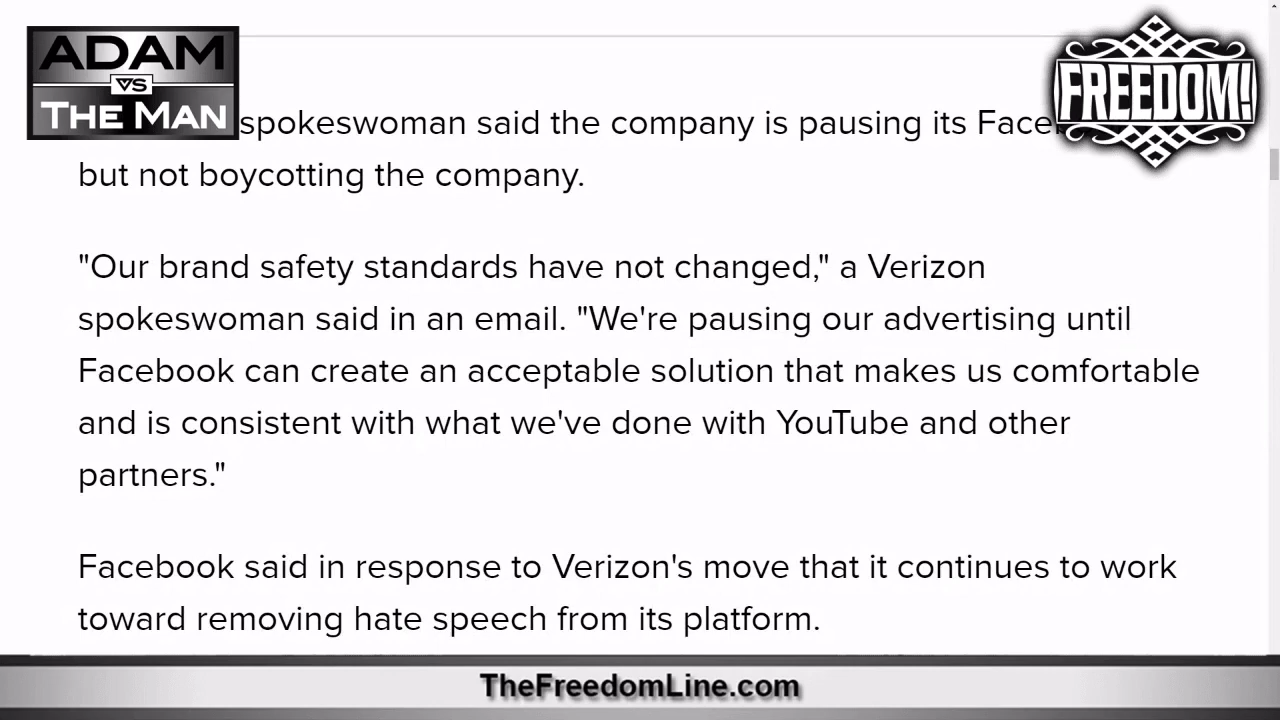 ADAM
VS
THE MAN
FREEDOM!
spokeswoman said the company is pausing its
but not boycotting the company.
"Our brand safety standards have not changed," a Verizon
spokeswoman said in an email. "We're pausing our advertising until
Facebook can create an acceptable solution that makes us comfortable
and is consistent with what we've done with YouTube and other
partners."
Facebook said in response to Verizon's move that it continues to work
toward removing hate speech from its platform.
TheFreedomLine.com